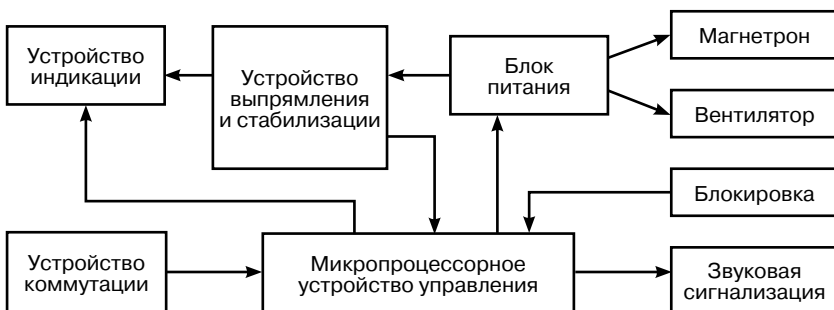 Устройство
индикации
Устройство
выпрямления
и стабилизации
Блок
питания
Магнетрон
Вентилятор
Блокировка
Устройство
коммутации
Микропроцессорное
устройство управления
Звуковая
сигнализация